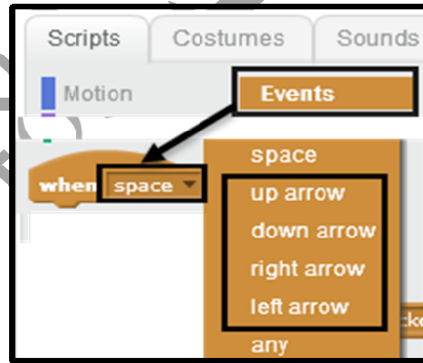 Scripts Costumes Sounds
Motion Events
when space
space
up arrow
down arrow
right arrow
left arrow
any